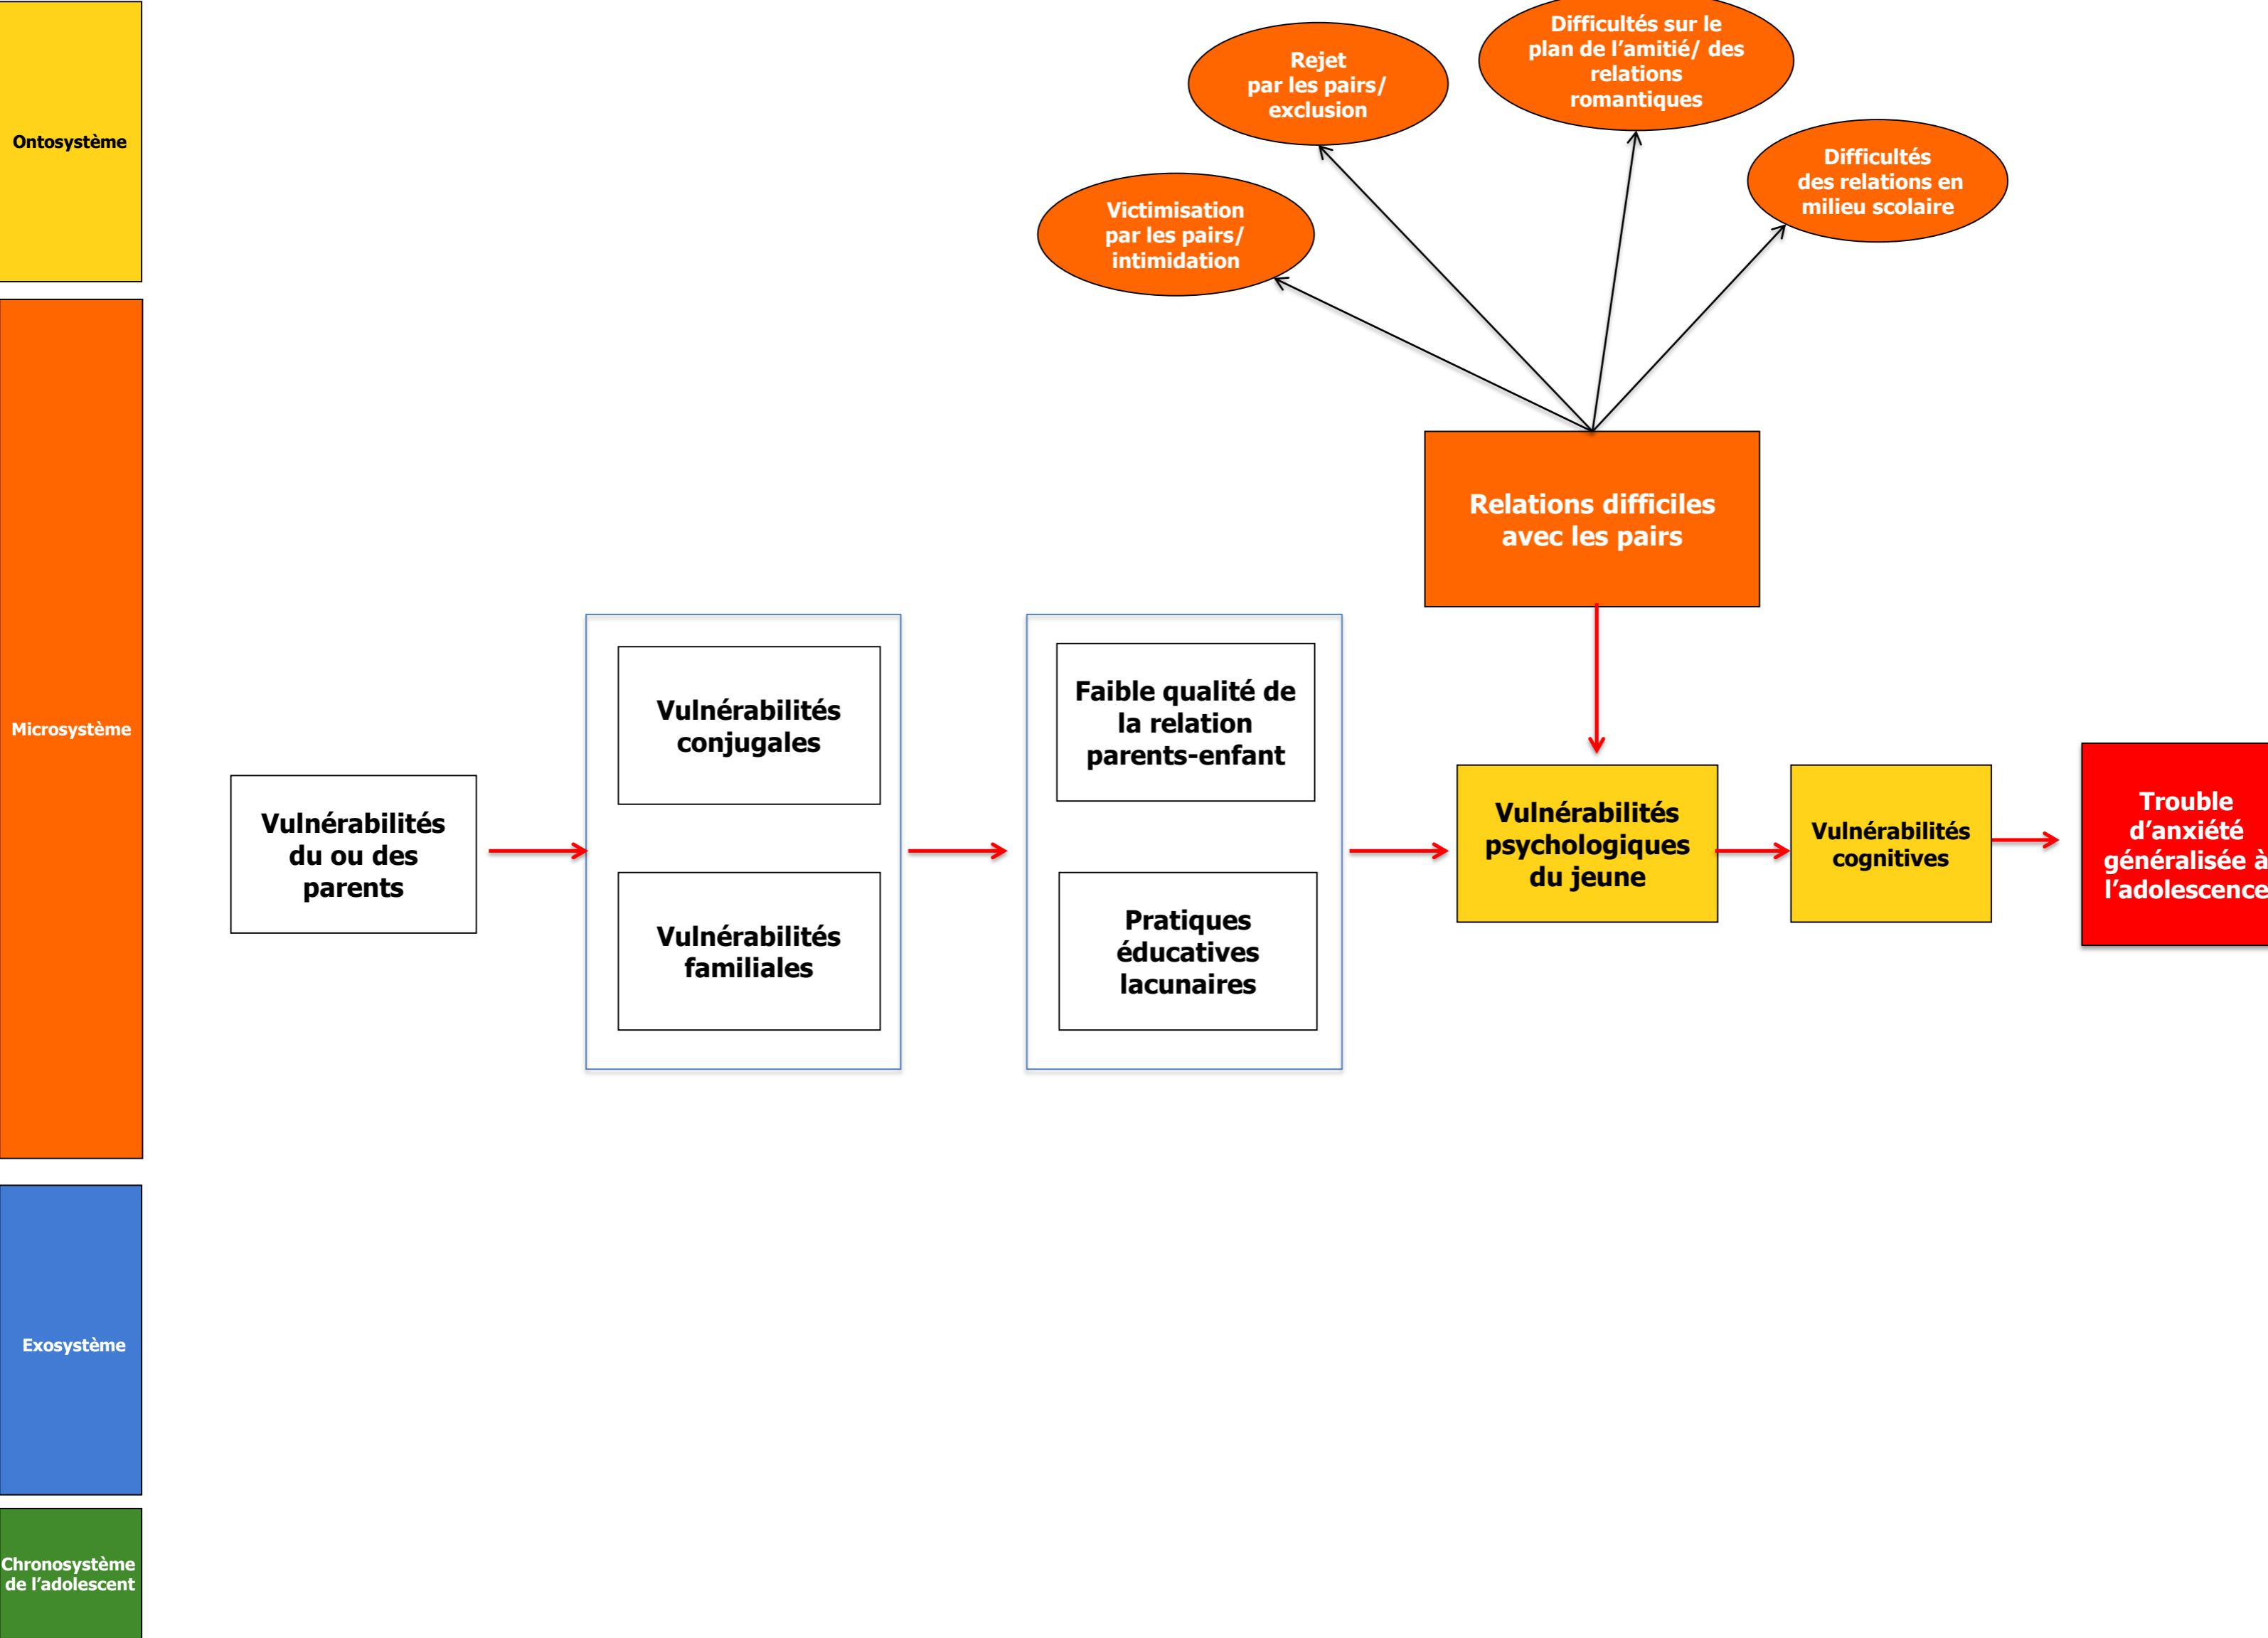 Ontosystème
Microsystème
Exosystème
Chronosystème
de l’adolescent
Difficultés sur le
plan de l’amitié/ des
relations
romantiques
Rejet
par les pairs/
exclusion
Difficultés
des relations en
milieu scolaire
Victimisation
par les pairs/
intimidation
Relations difficiles
avec les pairs
Vulnérabilités
du ou des
parents
Vulnérabilités
conjugales
Vulnérabilités
familiales
Faible qualité de
la relation
parents-enfant
Pratiques
éducatives
lacunaires
Vulnérabilités
psychologiques
du jeune
Vulnérabilités
cognitives
Trouble
d’anxiété
généralisée à
l’adolescence